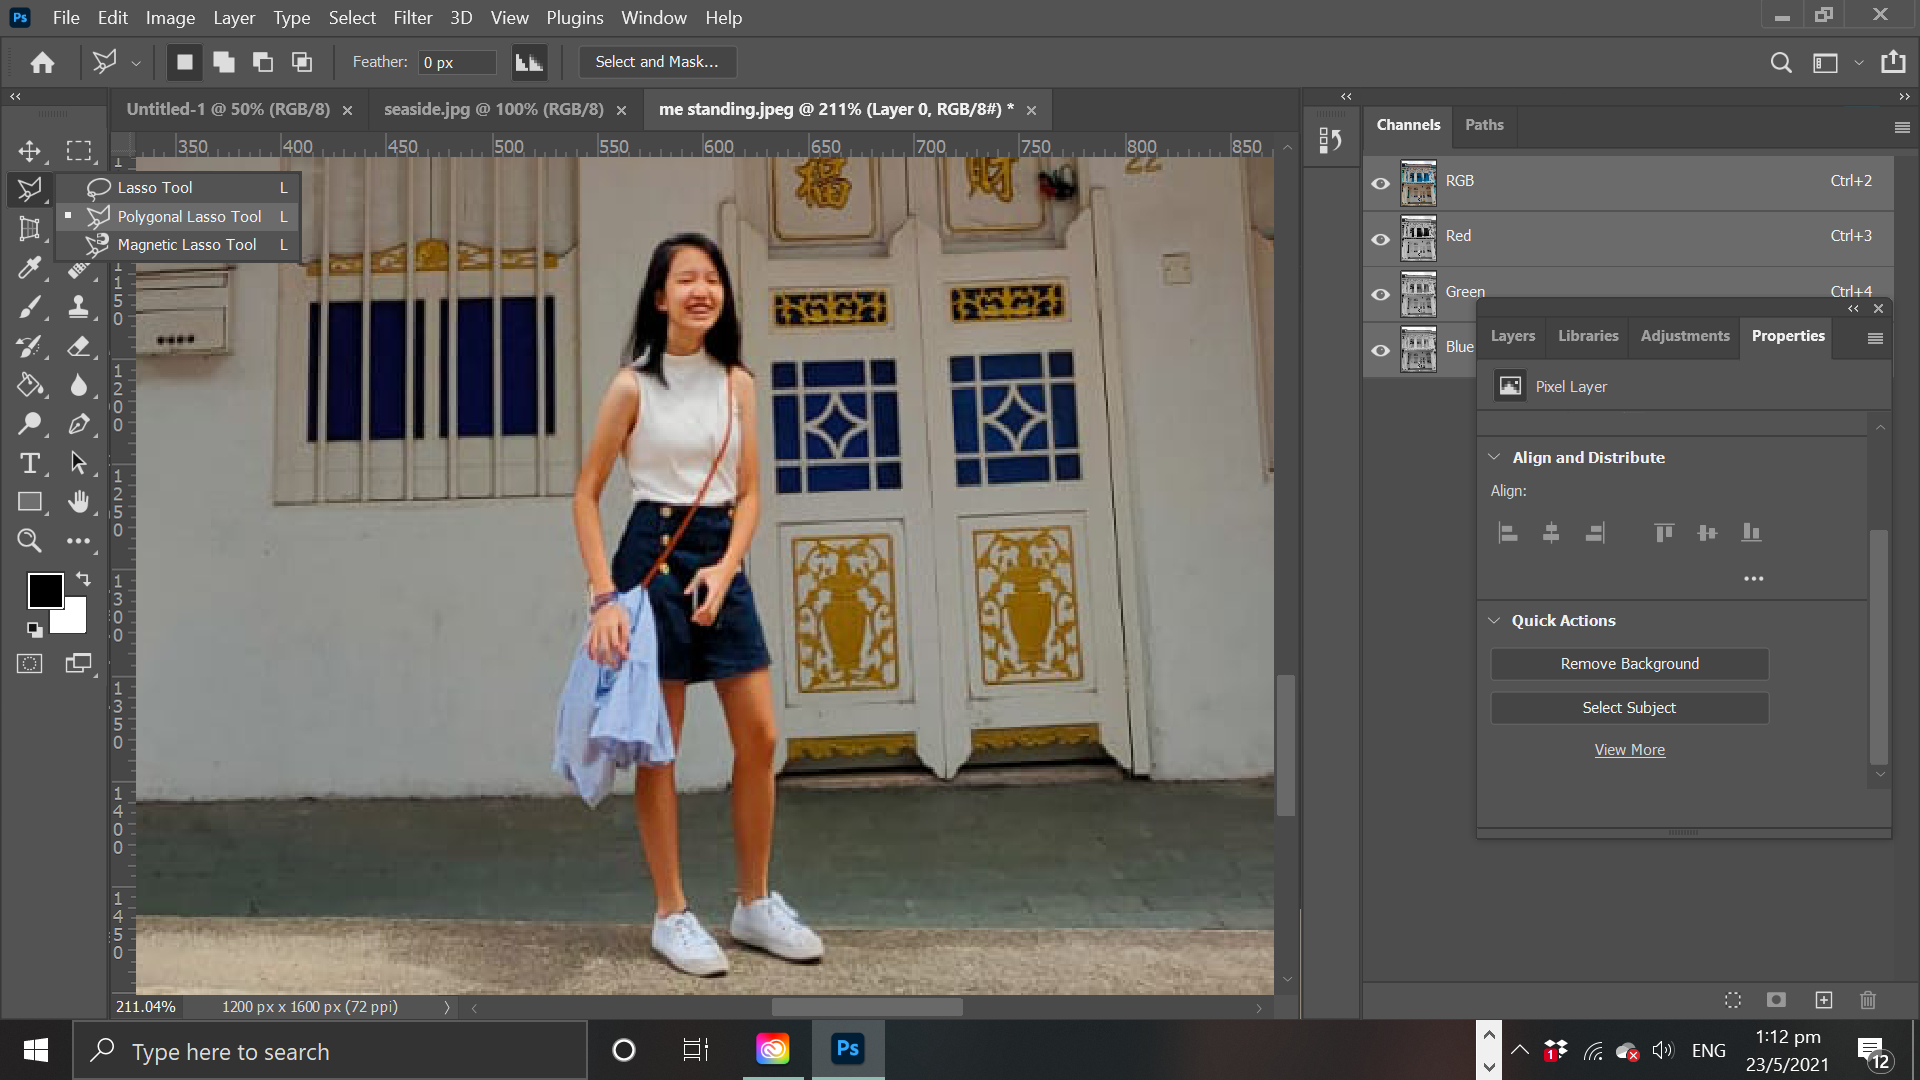 Ps File Edit Image Layer Type Select Filter 3D View Plugins Window Help
Feather: 0 px Select and Mask...
Untitled-1 @ 50% (RGB/8) seaside.jpg @ 100% (RGB/8) me standing.jpeg @ 211% (Layer 0, RGB/8#) *
350 400 450 500 550 600 650 700 750 800 850
Lasso Tool L
Polygonal Lasso Tool L
Magnetic Lasso Tool L
1150
1200
1250
1300
1350
1400
1450
福
財
22
Channels Paths
RGB Ctrl+2
Red Ctrl+3
Green Ctrl+4
Blue
Layers Libraries Adjustments Properties
Pixel Layer
Align and Distribute
Align:
Quick Actions
Remove Background
Select Subject
View More
211.04% 1200 px x 1600 px (72 ppi)
Type here to search
Ps
1
ENG
1:12 pm
23/5/2021
12